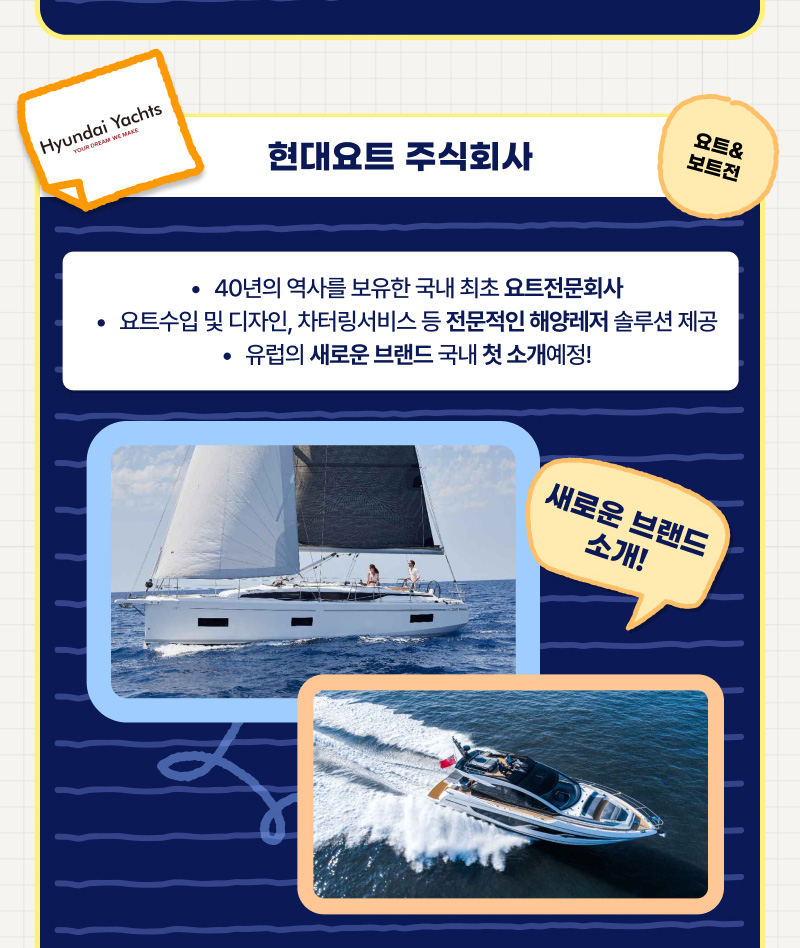 Hyundai Yachts
YOUR DREAM WE MAKE
현대요트 주식회사
요트&
보트전
• 40년의 역사를 보유한 국내 최초 요트전문회사
• 요트수입 및 디자인, 차터링서비스 등 전문적인 해양레저 솔루션 제공
• 유럽의 새로운 브랜드 국내 첫 소개예정!
새로운 브랜드
소개!